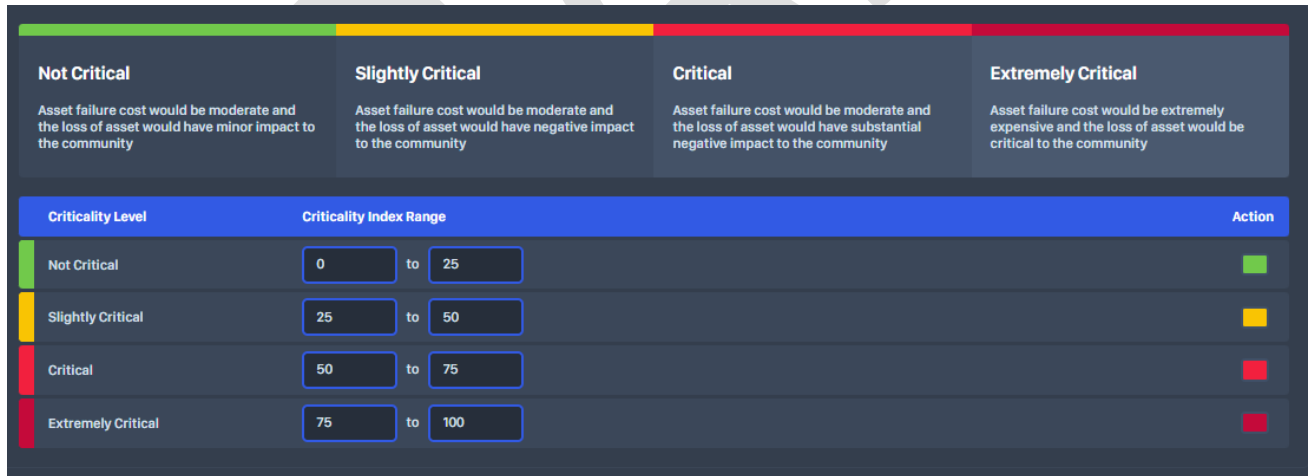 Not Critical
Asset failure cost would be moderate and
the loss of asset would have minor impact to
the community
Slightly Critical
Asset failure cost would be moderate and
the loss of asset would have negative impact
to the community
Critical
Asset failure cost would be moderate and
the loss of asset would have substantial
negative impact to the community
Extremely Critical
Asset failure cost would be extremely
expensive and the loss of asset would be
critical to the community
Criticality Level Criticality Index Range Action
Not Critical 0 to 25
Slightly Critical 25 to 50
Critical 50 to 75
Extremely Critical 75 to 100